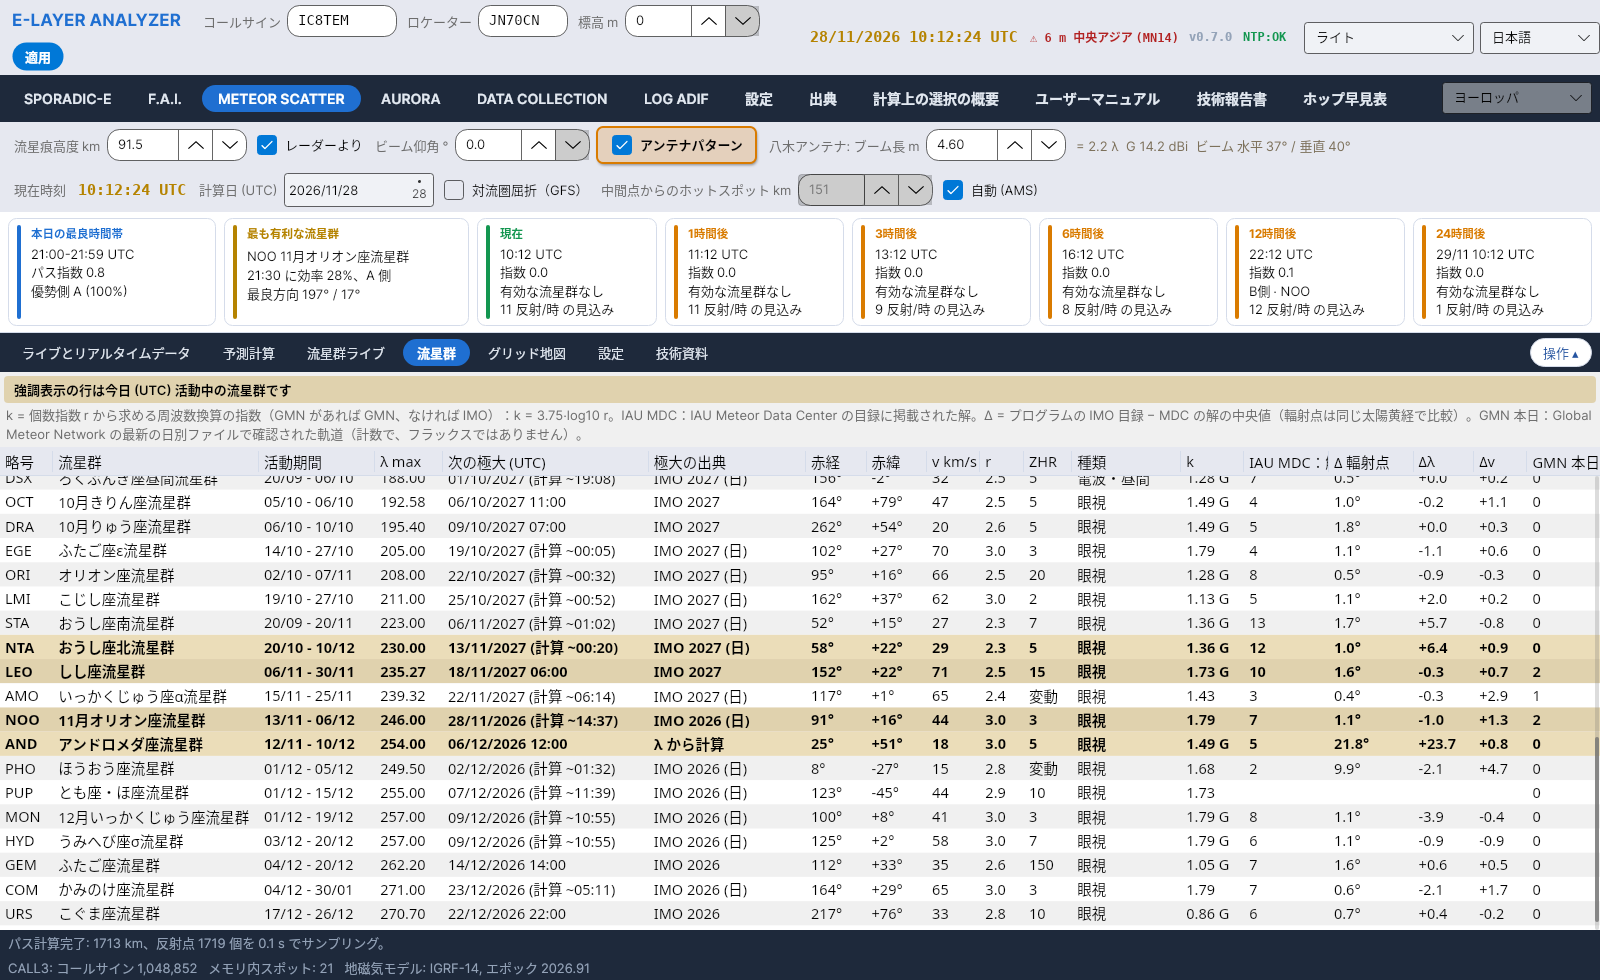 E-LAYER ANALYZER コールサイン IC8TEM ロケーター JN70CN 標高 m 0
適用
28/11/2026 10:12:24 UTC ⚠ 6 m 中央アジア (MN14) v0.7.0 NTP:OK ライト 日本語
SPORADIC-E F.A.I. METEOR SCATTER AURORA DATA COLLECTION LOG ADIF 設定 出典 計算上の選択の概要 ユーザーマニュアル 技術報告書 ホップ早見表 ヨーロッパ
流星痕高度 km 91.5 レーダーより ビーム仰角 ° 0.0 アンテナパターン 八木アンテナ: ブーム長 m 4.60 = 2.2 λ G 14.2 dBi ビーム 水平 37° / 垂直 40°
現在時刻 10:12:24 UTC 計算日 (UTC) 2026/11/28 28 対流圏屈折（GFS） 中間点からのホットスポット km 151 自動 (AMS)
本日の最良時間帯
21:00-21:59 UTC
パス指数 0.8
優勢側 A (100%)
最も有利な流星群
NOO 11月オリオン座流星群
21:30 に効率 28%、A 側
最良方向 197° / 17°
現在
10:12 UTC
指数 0.0
有効な流星群なし
11 反射/時 の見込み
1時間後
11:12 UTC
指数 0.0
有効な流星群なし
11 反射/時 の見込み
3時間後
13:12 UTC
指数 0.0
有効な流星群なし
9 反射/時 の見込み
6時間後
16:12 UTC
指数 0.0
有効な流星群なし
8 反射/時 の見込み
12時間後
22:12 UTC
指数 0.1
B側 · NOO
12 反射/時 の見込み
24時間後
29/11 10:12 UTC
指数 0.0
有効な流星群なし
1 反射/時 の見込み
ライブとリアルタイムデータ 予測計算 流星群ライブ 流星群 グリッド地図 設定 技術資料 操作 ▴
強調表示の行は今日 (UTC) 活動中の流星群です
k = 個数指数 r から求める周波数換算の指数（GMN があれば GMN、なければ IMO）：k = 3.75·log10 r。IAU MDC：IAU Meteor Data Center の目録に掲載された解。Δ = プログラムの IMO 目録 − MDC の解の中央値（輻射点は同じ太陽黄経で比較）。GMN 本日：Global
Meteor Network の最新の日別ファイルで確認された軌道（計数で、フラックスではありません）。
略号 流星群 活動期間 λ max 次の極大 (UTC) 極大の出典 赤経 赤緯 v km/s r ZHR 種類 k IAU MDC： Δ 輻射点 Δλ Δv GMN 本日
DSX ろくぶんぎ座昼間流星群 20/09 - 06/10 188.00 01/10/2027 (計算 ~19:08) IMO 2027 (日) 156° -2° 32 2.5 5 電波・昼間 1.28 G 7 0.5° +0.0 +0.2 0
OCT 10月きりん座流星群 05/10 - 06/10 192.58 06/10/2027 11:00 IMO 2027 164° +79° 47 2.5 5 眼視 1.49 G 4 1.0° -0.2 +1.1 0
DRA 10月りゅう座流星群 06/10 - 10/10 195.40 09/10/2027 07:00 IMO 2027 262° +54° 20 2.6 5 眼視 1.49 G 5 1.8° +0.0 +0.3 0
EGE ふたご座ε流星群 14/10 - 27/10 205.00 19/10/2027 (計算 ~00:05) IMO 2027 (日) 102° +27° 70 3.0 3 眼視 1.79 4 1.1° -1.1 +0.6 0
ORI オリオン座流星群 02/10 - 07/11 208.00 22/10/2027 (計算 ~00:32) IMO 2027 (日) 95° +16° 66 2.5 20 眼視 1.28 G 8 0.5° -0.9 -0.3 0
LMI こじし座流星群 19/10 - 27/10 211.00 25/10/2027 (計算 ~00:52) IMO 2027 (日) 162° +37° 62 3.0 2 眼視 1.13 G 5 1.1° +2.0 +0.2 0
STA おうし座南流星群 20/09 - 20/11 223.00 06/11/2027 (計算 ~01:02) IMO 2027 (日) 52° +15° 27 2.3 7 眼視 1.36 G 13 1.7° +5.7 -0.8 0
NTA おうし座北流星群 20/10 - 10/12 230.00 13/11/2027 (計算 ~00:20) IMO 2027 (日) 58° +22° 29 2.3 5 眼視 1.36 G 12 1.0° +6.4 +0.9 0
LEO しし座流星群 06/11 - 30/11 235.27 18/11/2027 06:00 IMO 2027 152° +22° 71 2.5 15 眼視 1.73 G 10 1.6° -0.3 +0.7 2
AMO いっかくじゅう座α流星群 15/11 - 25/11 239.32 22/11/2027 (計算 ~06:14) IMO 2027 (日) 117° +1° 65 2.4 変動 眼視 1.43 3 0.4° -0.3 +2.9 1
NOO 11月オリオン座流星群 13/11 - 06/12 246.00 28/11/2026 (計算 ~14:37) IMO 2026 (日) 91° +16° 44 3.0 3 眼視 1.79 7 1.1° -1.0 +1.3 2
AND アンドロメダ座流星群 12/11 - 10/12 254.00 06/12/2026 12:00 λ から計算 25° +51° 18 3.0 5 眼視 1.49 G 5 21.8° +23.7 +0.8 0
PHO ほうおう座流星群 01/12 - 05/12 249.50 02/12/2026 (計算 ~01:32) IMO 2026 (日) 8° -27° 15 2.8 変動 眼視 1.68 2 9.9° -2.1 +4.7 0
PUP とも座・ほ座流星群 01/12 - 15/12 255.00 07/12/2026 (計算 ~11:39) IMO 2026 (日) 123° -45° 44 2.9 10 眼視 1.73 0
MON 12月いっかくじゅう座流星群 01/12 - 19/12 257.00 09/12/2026 (計算 ~10:55) IMO 2026 (日) 100° +8° 41 3.0 3 眼視 1.79 G 8 1.1° -3.9 -0.4 0
HYD うみへび座σ流星群 03/12 - 20/12 257.00 09/12/2026 (計算 ~10:55) IMO 2026 (日) 125° +2° 58 3.0 7 眼視 1.79 G 6 1.1° -0.9 -0.9 0
GEM ふたご座流星群 04/12 - 20/12 262.20 14/12/2026 14:00 IMO 2026 112° +33° 35 2.6 150 眼視 1.05 G 7 1.6° +0.6 +0.5 0
COM かみのけ座流星群 04/12 - 30/01 271.00 23/12/2026 (計算 ~05:11) IMO 2026 (日) 164° +29° 65 3.0 3 眼視 1.79 7 0.6° -2.1 +1.7 0
URS こぐま座流星群 17/12 - 26/12 270.70 22/12/2026 22:00 IMO 2026 217° +76° 33 2.8 10 眼視 0.86 G 6 0.7° +0.4 -0.2 0
パス計算完了: 1713 km、反射点 1719 個を 0.1 s でサンプリング。
CALL3: コールサイン 1,048,852 メモリ内スポット: 21 地磁気モデル: IGRF-14, エポック 2026.91